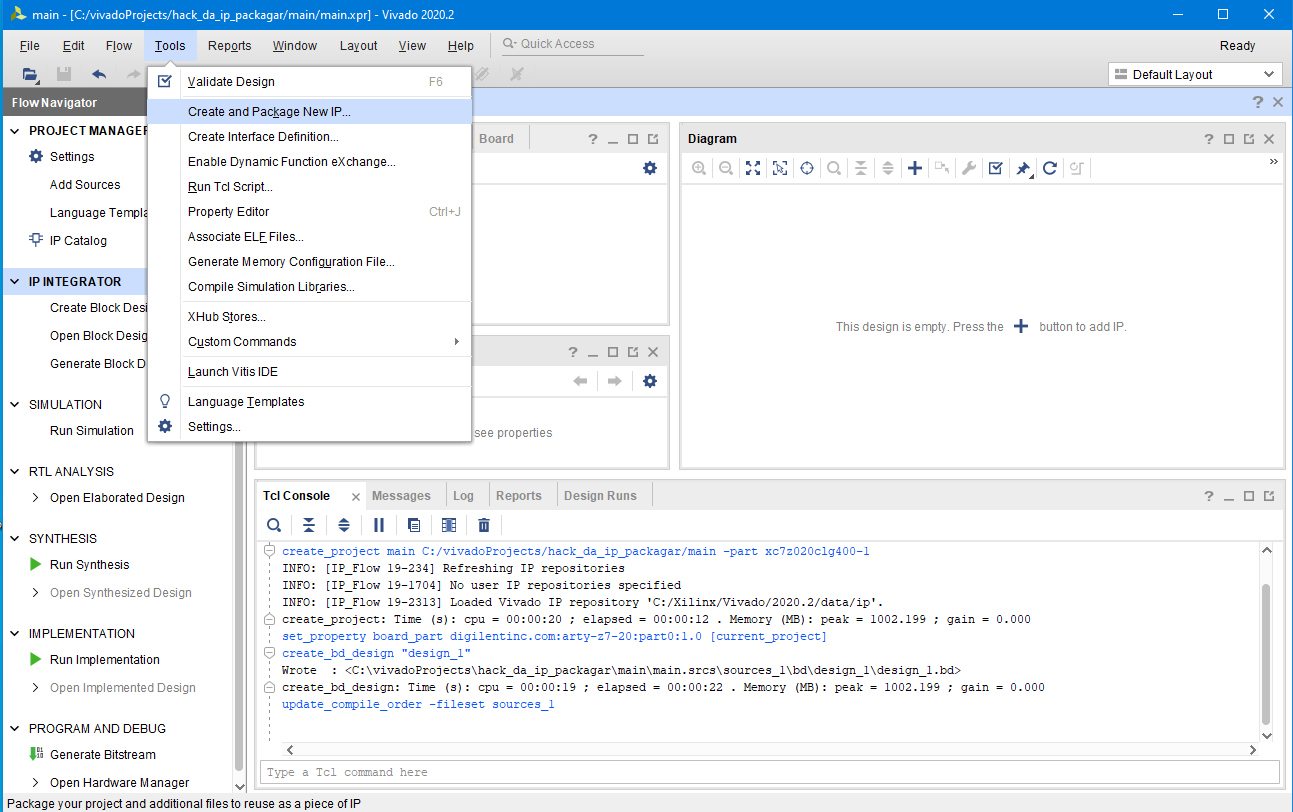 main - [C:/vivadoProjects/hack_da_ip_packagar/main/main.xpr] - Vivado 2020.2
File Edit Flow Tools Reports Window Layout View Help Quick Access Ready
Default Layout
Flow Navigator
PROJECT MANAGER
Settings
Add Sources
Language Templa
IP Catalog
IP INTEGRATOR
Create Block Desi
Open Block Desig
Generate Block D
SIMULATION
Run Simulation
RTL ANALYSIS
Open Elaborated Design
SYNTHESIS
Run Synthesis
Open Synthesized Design
IMPLEMENTATION
Run Implementation
Open Implemented Design
PROGRAM AND DEBUG
Generate Bitstream
Open Hardware Manager
Validate Design F6
Create and Package New IP...
Create Interface Definition...
Enable Dynamic Function eXchange...
Run Tcl Script...
Property Editor Ctrl+J
Associate ELF Files...
Generate Memory Configuration File...
Compile Simulation Libraries...
XHub Stores...
Custom Commands
Launch Vitis IDE
Language Templates
Settings...
Board
see properties
Diagram
This design is empty. Press the + button to add IP.
Tcl Console Messages Log Reports Design Runs
create_project main C:/vivadoProjects/hack_da_ip_packagar/main -part xc7z020clg400-1
INFO: [IP_Flow 19-234] Refreshing IP repositories
INFO: [IP_Flow 19-1704] No user IP repositories specified
INFO: [IP_Flow 19-2313] Loaded Vivado IP repository 'C:/Xilinx/Vivado/2020.2/data/ip'.
create_project: Time (s): cpu = 00:00:20 ; elapsed = 00:00:12 . Memory (MB): peak = 1002.199 ; gain = 0.000
set_property board_part digilentinc.com:arty-z7-20:part0:1.0 [current_project]
create_bd_design "design_1"
Wrote  : <C:\vivadoProjects\hack_da_ip_packagar\main\main.srcs\sources_1\bd\design_1\design_1.bd>
create_bd_design: Time (s): cpu = 00:00:19 ; elapsed = 00:00:22 . Memory (MB): peak = 1002.199 ; gain = 0.000
update_compile_order -fileset sources_1
Type a Tcl command here
Package your project and additional files to reuse as a piece of IP